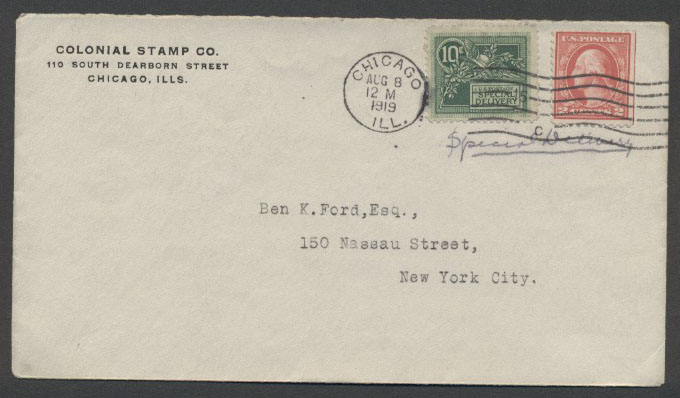 COLONIAL STAMP CO.
110 SOUTH DEARBORN STREET
CHICAGO, ILLS.
CHICAGO
AUG 8
12 M
1919
ILL.
10¢
SPECIAL
DELIVERY
U.S. POSTAGE
Special Delivery
Ben K.Ford,Esq.,
150 Nassau Street,
New York City.